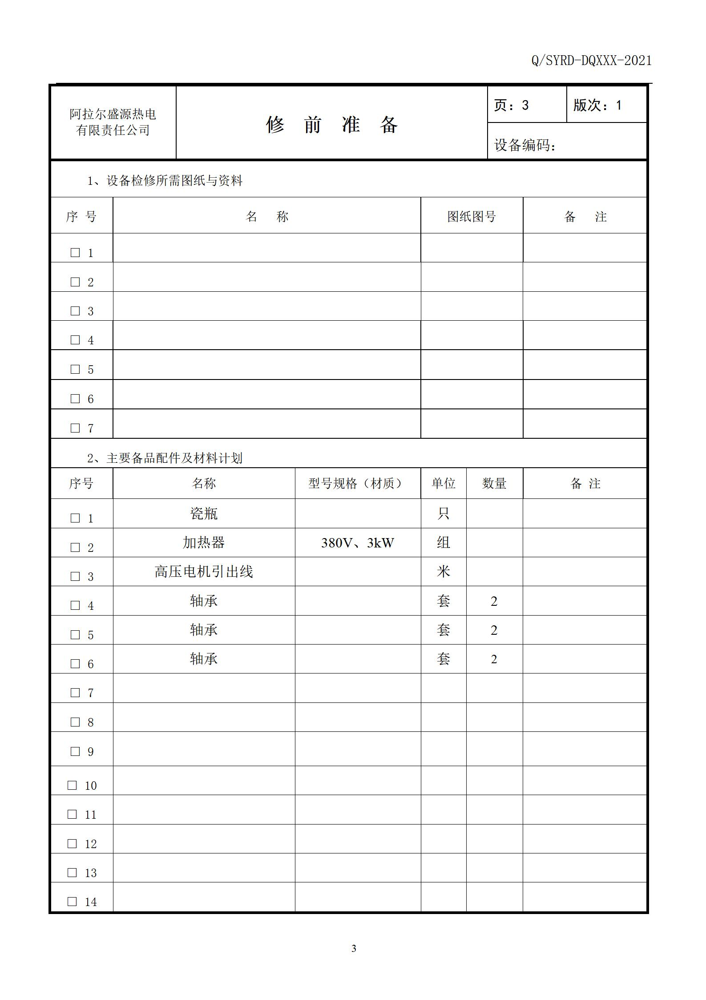 Q/SYRD-DQXXX-2021
阿拉尔盛源热电
有限责任公司
修 前 准 备
页：3
版次：1
设备编码：
1、设备检修所需图纸与资料
序 号 名 称 图纸图号 备 注
□ 1
□ 2
□ 3
□ 4
□ 5
□ 6
□ 7
2、主要备品配件及材料计划
序号 名称 型号规格（材质） 单位 数量 备 注
□ 1 瓷瓶 只
□ 2 加热器 380V、3kW 组
□ 3 高压电机引出线 米
□ 4 轴承 套 2
□ 5 轴承 套 2
□ 6 轴承 套 2
□ 7
□ 8
□ 9
□ 10
□ 11
□ 12
□ 13
□ 14
3